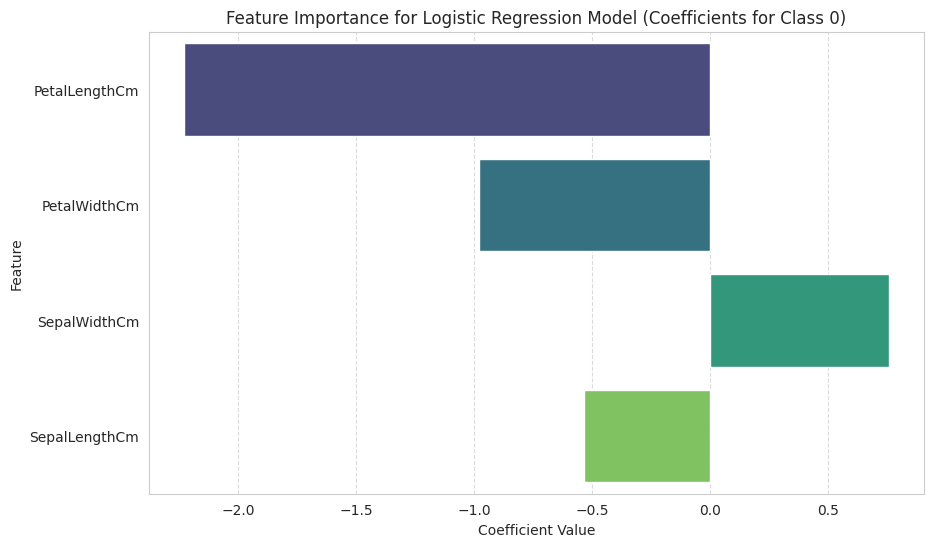 Feature Importance for Logistic Regression Model (Coefficients for Class 0)
PetalLengthCm
PetalWidthCm
SepalWidthCm
SepalLengthCm
Feature
−2.0 −1.5 −1.0 −0.5 0.0 0.5
Coefficient Value